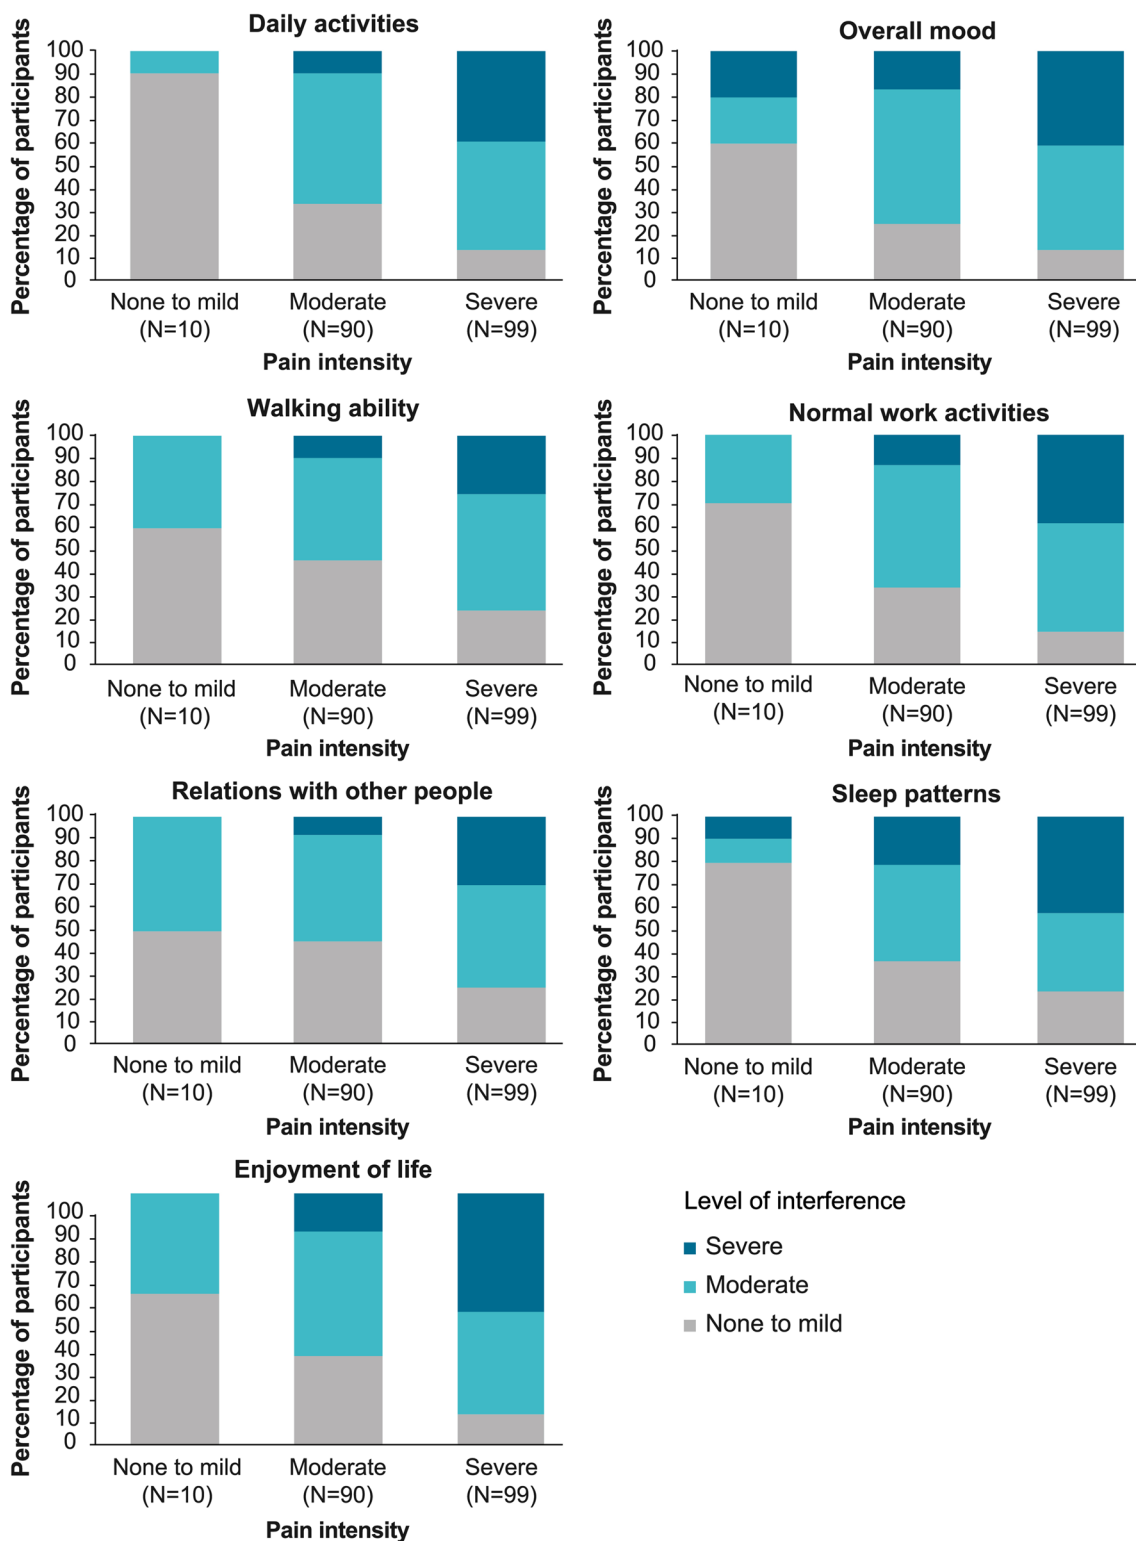 Daily activities
Percentage of participants
100
90
80
70
60
50
40
30
20
10
0
None to mild
(N=10)
Moderate
(N=90)
Severe
(N=99)
Pain intensity
Overall mood
Percentage of participants
100
90
80
70
60
50
40
30
20
10
0
None to mild
(N=10)
Moderate
(N=90)
Severe
(N=99)
Pain intensity
Walking ability
Percentage of participants
100
90
80
70
60
50
40
30
20
10
0
None to mild
(N=10)
Moderate
(N=90)
Severe
(N=99)
Pain intensity
Normal work activities
Percentage of participants
100
90
80
70
60
50
40
30
20
10
0
None to mild
(N=10)
Moderate
(N=90)
Severe
(N=99)
Pain intensity
Relations with other people
Percentage of participants
100
90
80
70
60
50
40
30
20
10
0
None to mild
(N=10)
Moderate
(N=90)
Severe
(N=99)
Pain intensity
Sleep patterns
Percentage of participants
100
90
80
70
60
50
40
30
20
10
0
None to mild
(N=10)
Moderate
(N=90)
Severe
(N=99)
Pain intensity
Enjoyment of life
Percentage of participants
100
90
80
70
60
50
40
30
20
10
0
None to mild
(N=10)
Moderate
(N=90)
Severe
(N=99)
Pain intensity
Level of interference
Severe
Moderate
None to mild